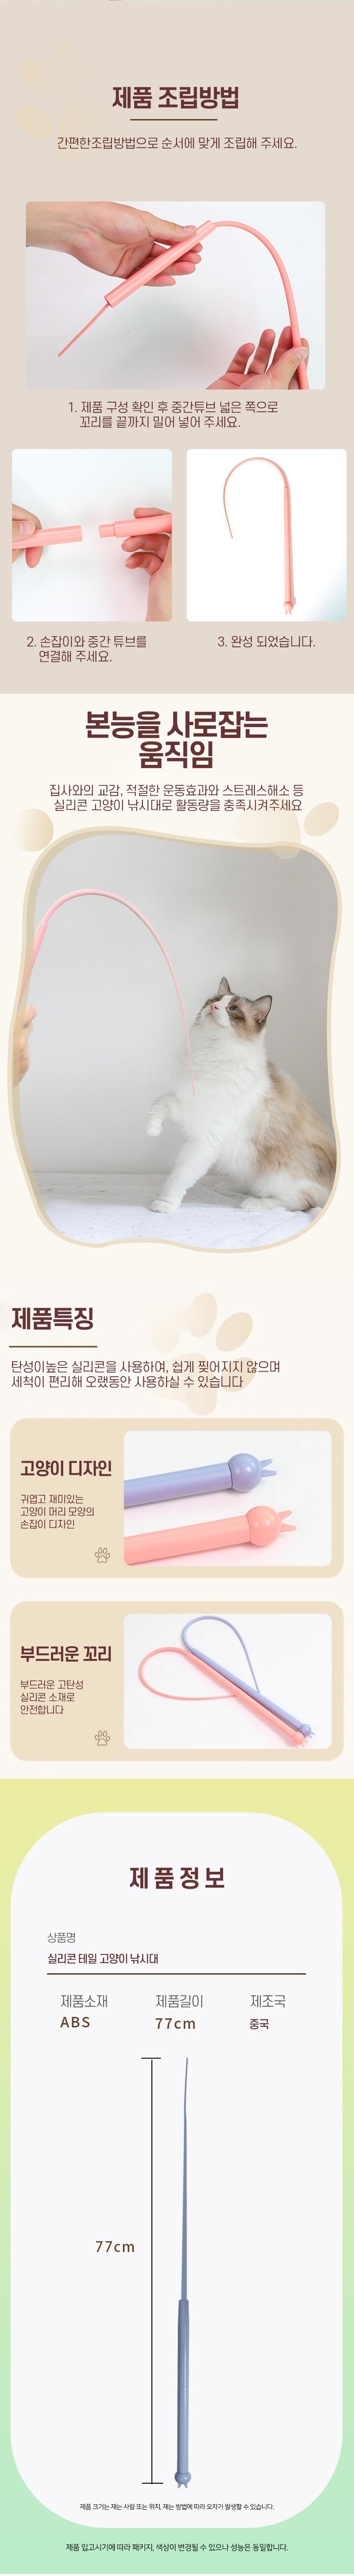 제품 조립방법
간편한조립방법으로 순서에 맞게 조립해 주세요.
1. 제품 구성 확인 후 중간튜브 넓은 쪽으로
꼬리를 끝까지 밀어 넣어 주세요.
2. 손잡이와 중간 튜브를
연결해 주세요.
3. 완성 되었습니다.
본능을 사로잡는
움직임
집사와의 교감, 적절한 운동효과와 스트레스해소 등
실리콘 고양이 낚시대로 활동량을 충족시켜주세요
제품특징
탄성이높은 실리콘을 사용하여, 쉽게 찢어지지 않으며
세척이 편리해 오랬동안 사용하실 수 있습니다
고양이 디자인
귀엽고 재미있는
고양이 머리 모양의
손잡이 디자인
부드러운 꼬리
부드러운 고탄성
실리콘 소재로
안전합니다
제품정보
상품명
실리콘 테일 고양이 낚시대
제품소재 제품길이 제조국
ABS 77cm 중국
77cm
제품 크기는 재는 사람 또는 위치, 재는 방법에 따라 오차가 발생할 수 있습니다.
제품 입고시기에 따라 패키지, 색상이 변경될 수 있으나 성능은 동일합니다.